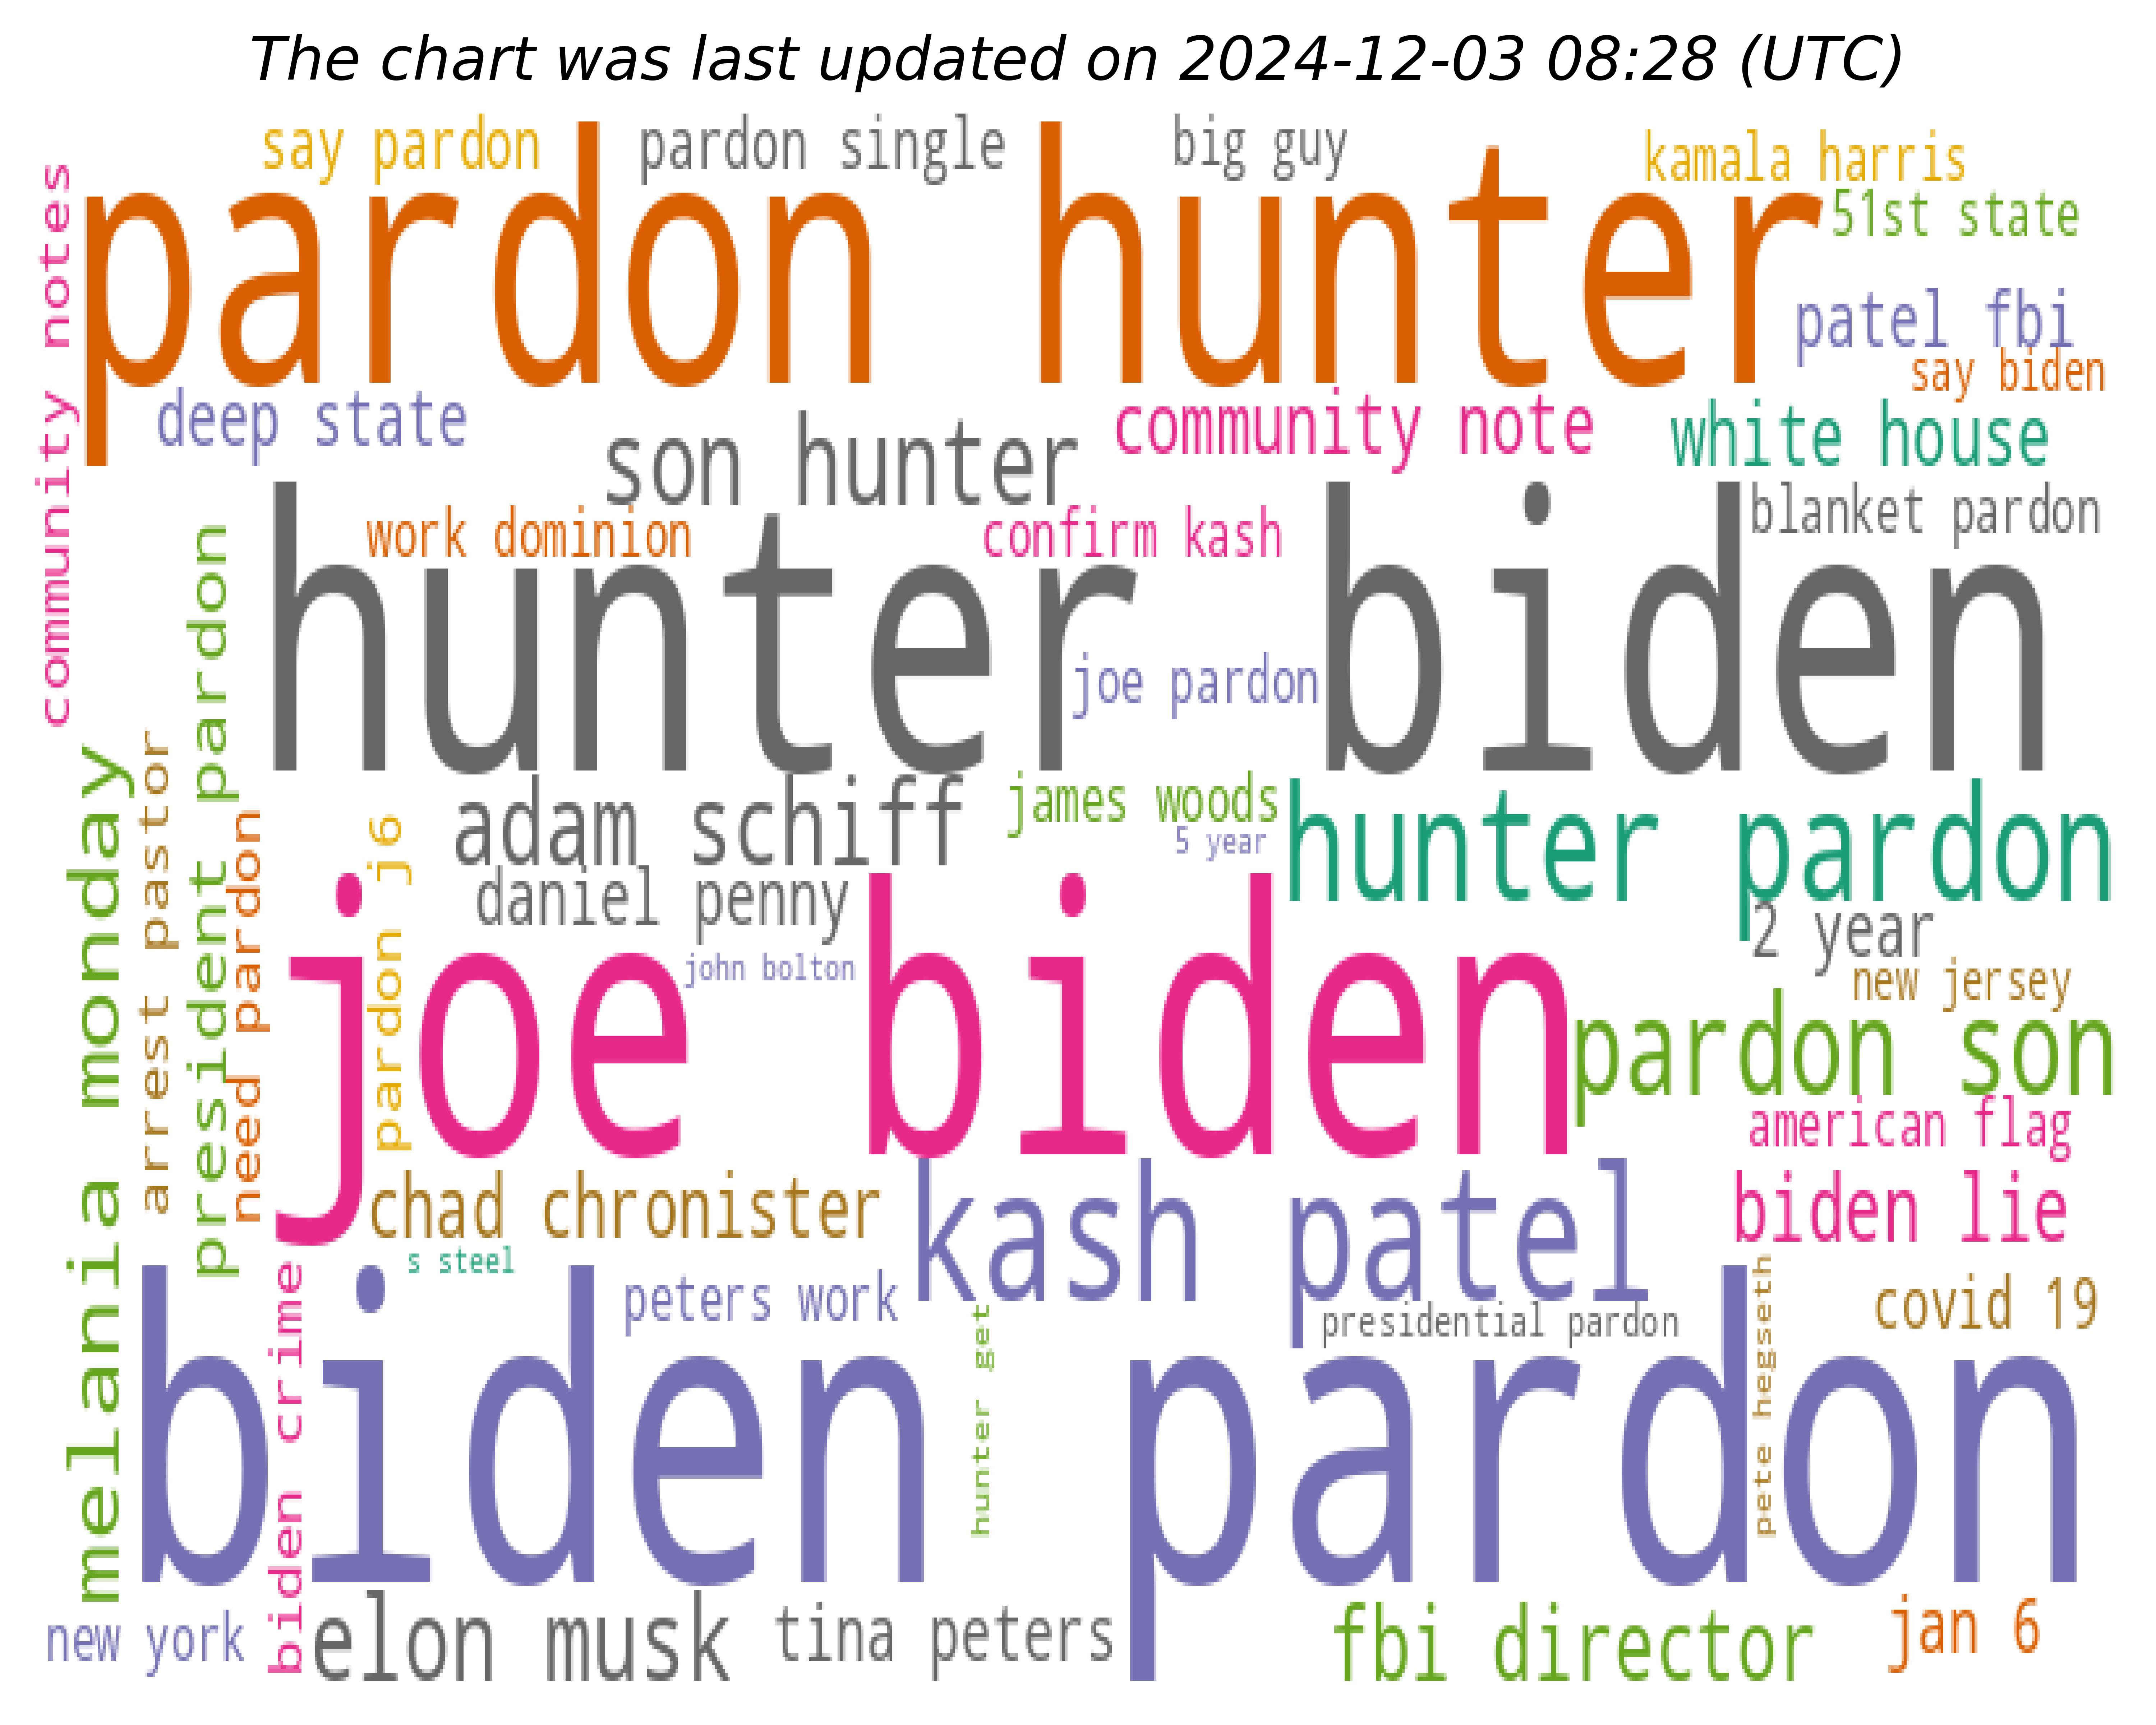 The chart was last updated on 2024-12-03 08:28 (UTC)
say pardon
pardon single
big guy
kamala harris
pardon hunter
51st state
community notes
patel fbi
say biden
deep state
son hunter
community note
white house
work dominion
confirm kash
blanket pardon
hunter biden
president pardon
joe pardon
melania monday
arrest pastor
need pardon
pardon j6
adam schiff
james woods
5 year
hunter pardon
daniel penny
2 year
john bolton
new jersey
joe biden
pardon son
american flag
chad chronister
kash patel
biden lie
s steel
biden crime
peters work
hunter get
presidential pardon
pete hegseth
covid 19
biden pardon
new york
elon musk
tina peters
fbi director
jan 6